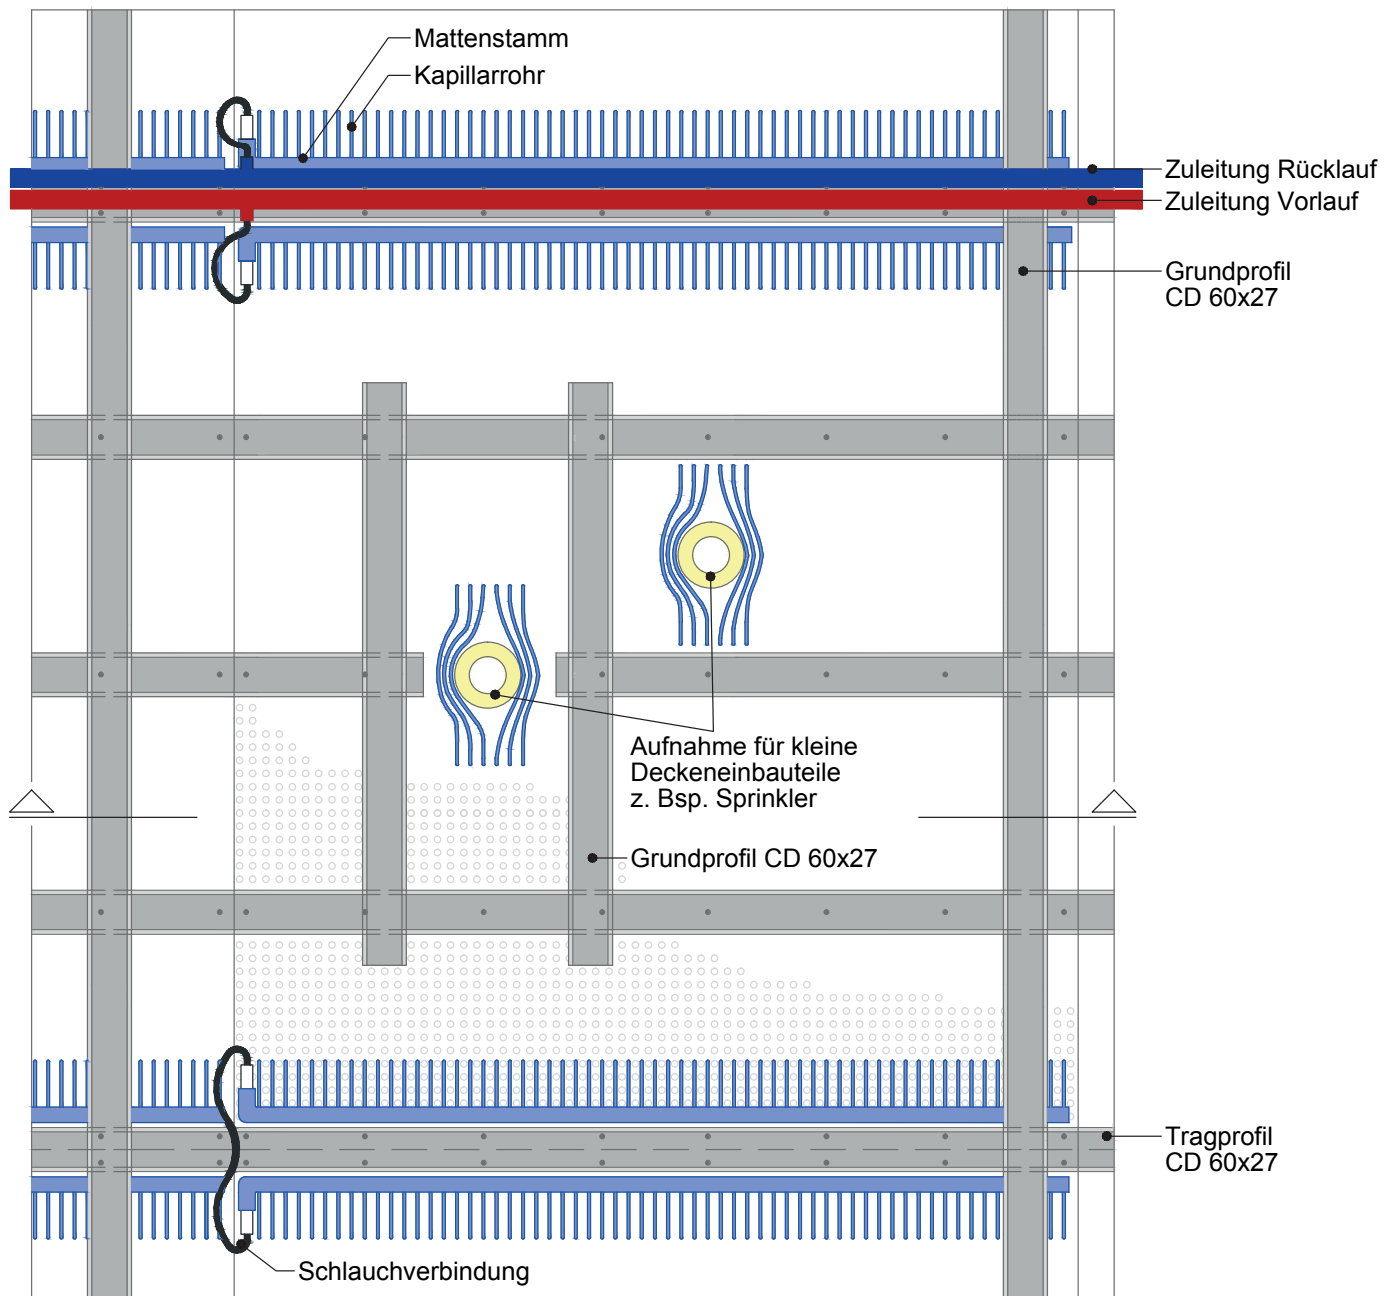 Mattenstamm
Kapillarrohr
Zuleitung Rücklauf
Zuleitung Vorlauf
Grundprofil
CD 60x27
Aufnahme für kleine
Deckeneinbauteile
z. Bsp. Sprinkler
Grundprofil CD 60x27
Tragprofil
CD 60x27
Schlauchverbindung